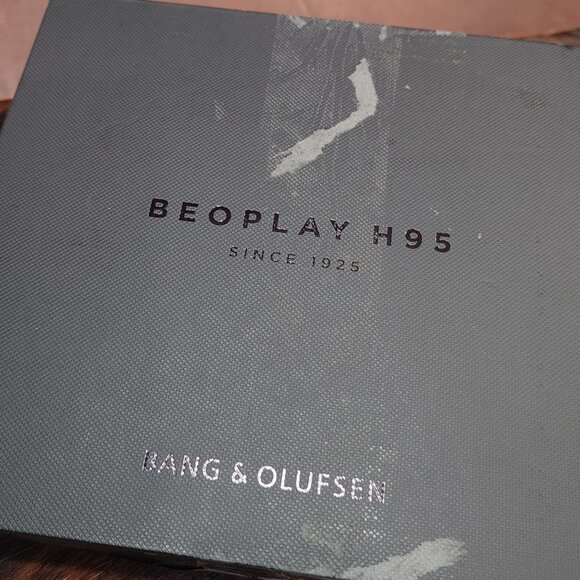 BEOPLAY H95
SINCE 1925
BANG & OLUFSEN